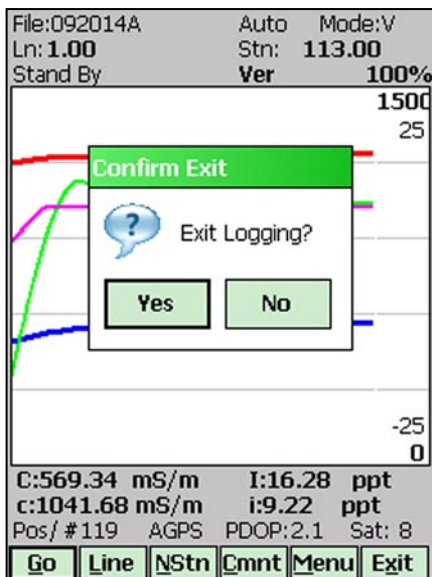 File:092014A Auto Mode:V
Ln: 1.00 Stn: 113.00
Stand By Ver 100%
1500
25
Confirm Exit
? Exit Logging?
Yes No
-25
0
C:569.34 mS/m I:16.28 ppt
c:1041.68 mS/m i:9.22 ppt
Pos/ #119 AGPS PDOP:2.1 Sat: 8
Go Line NStn Cmnt Menu Exit